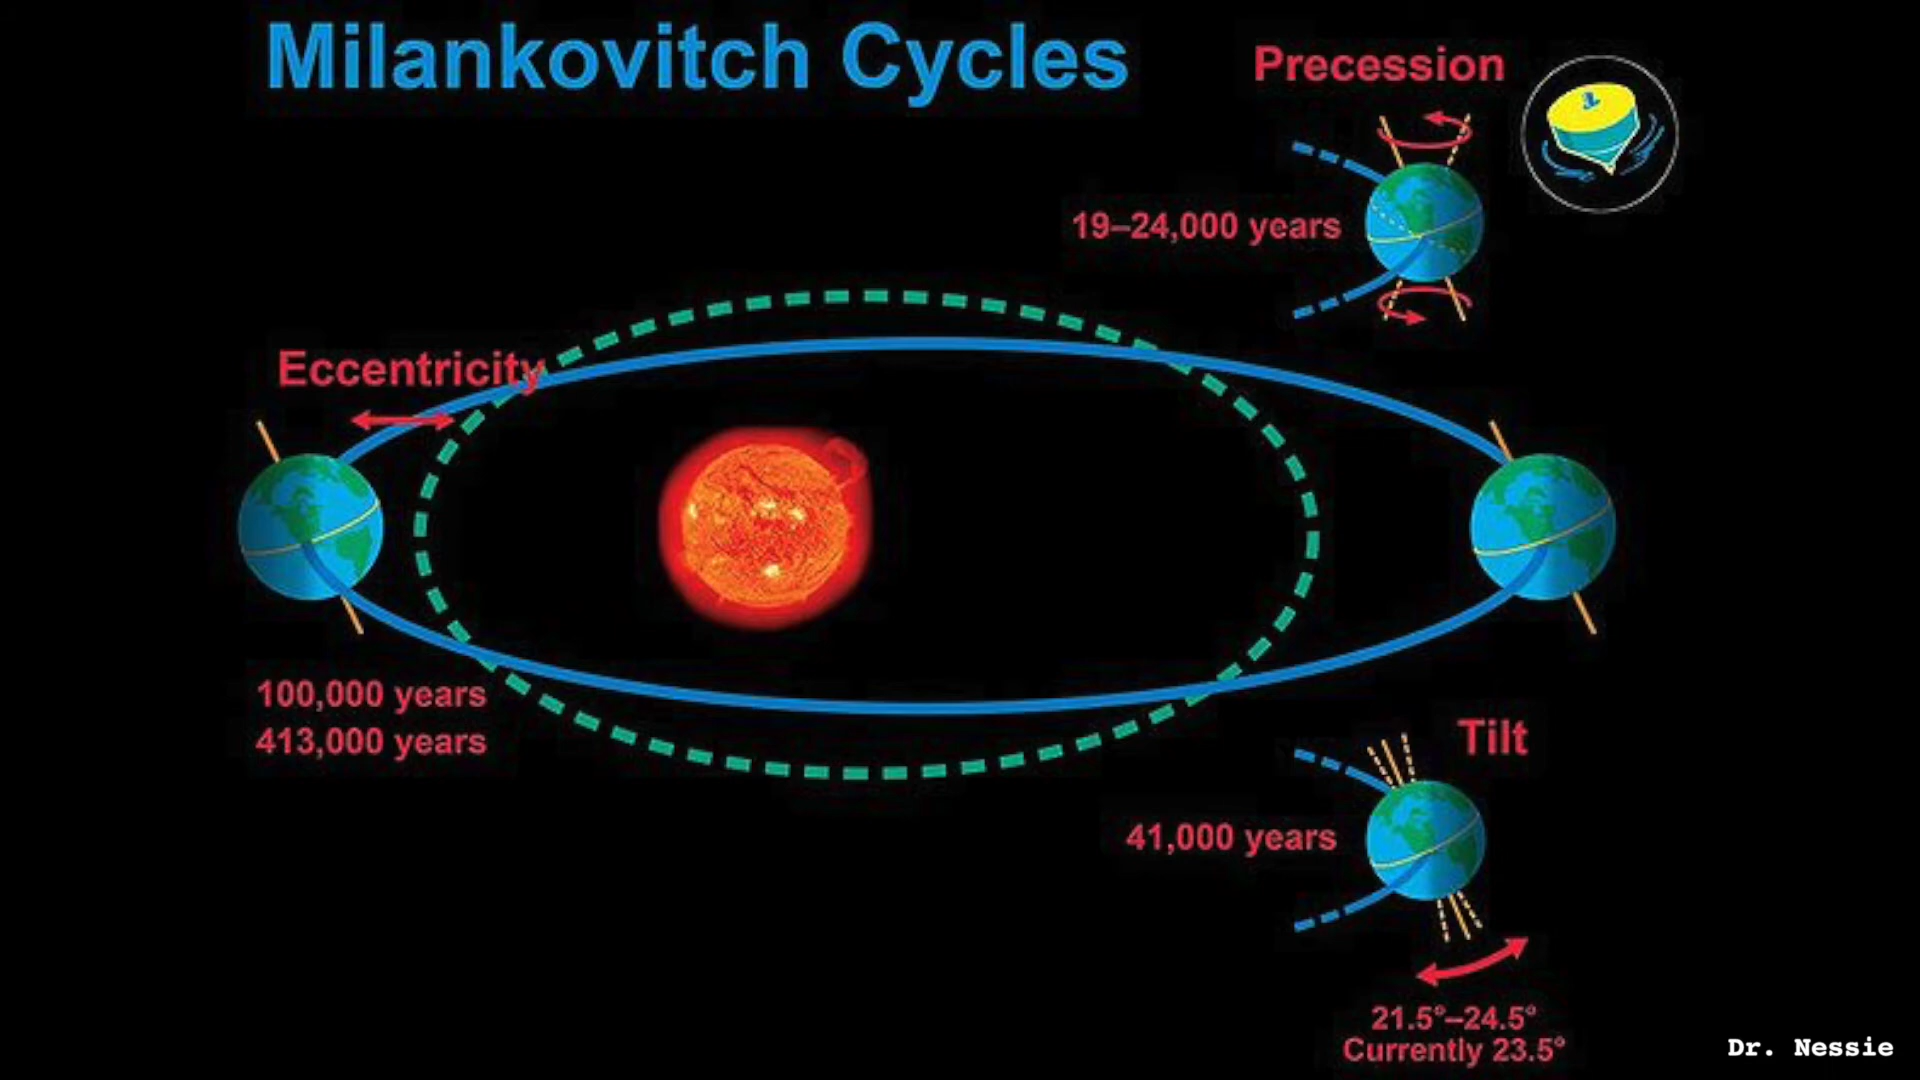 Milankovitch Cycles
Precession
19–24,000 years
Eccentricity
100,000 years
413,000 years
Tilt
41,000 years
21.5°–24.5°
Currently 23.5°
Dr. Nessie